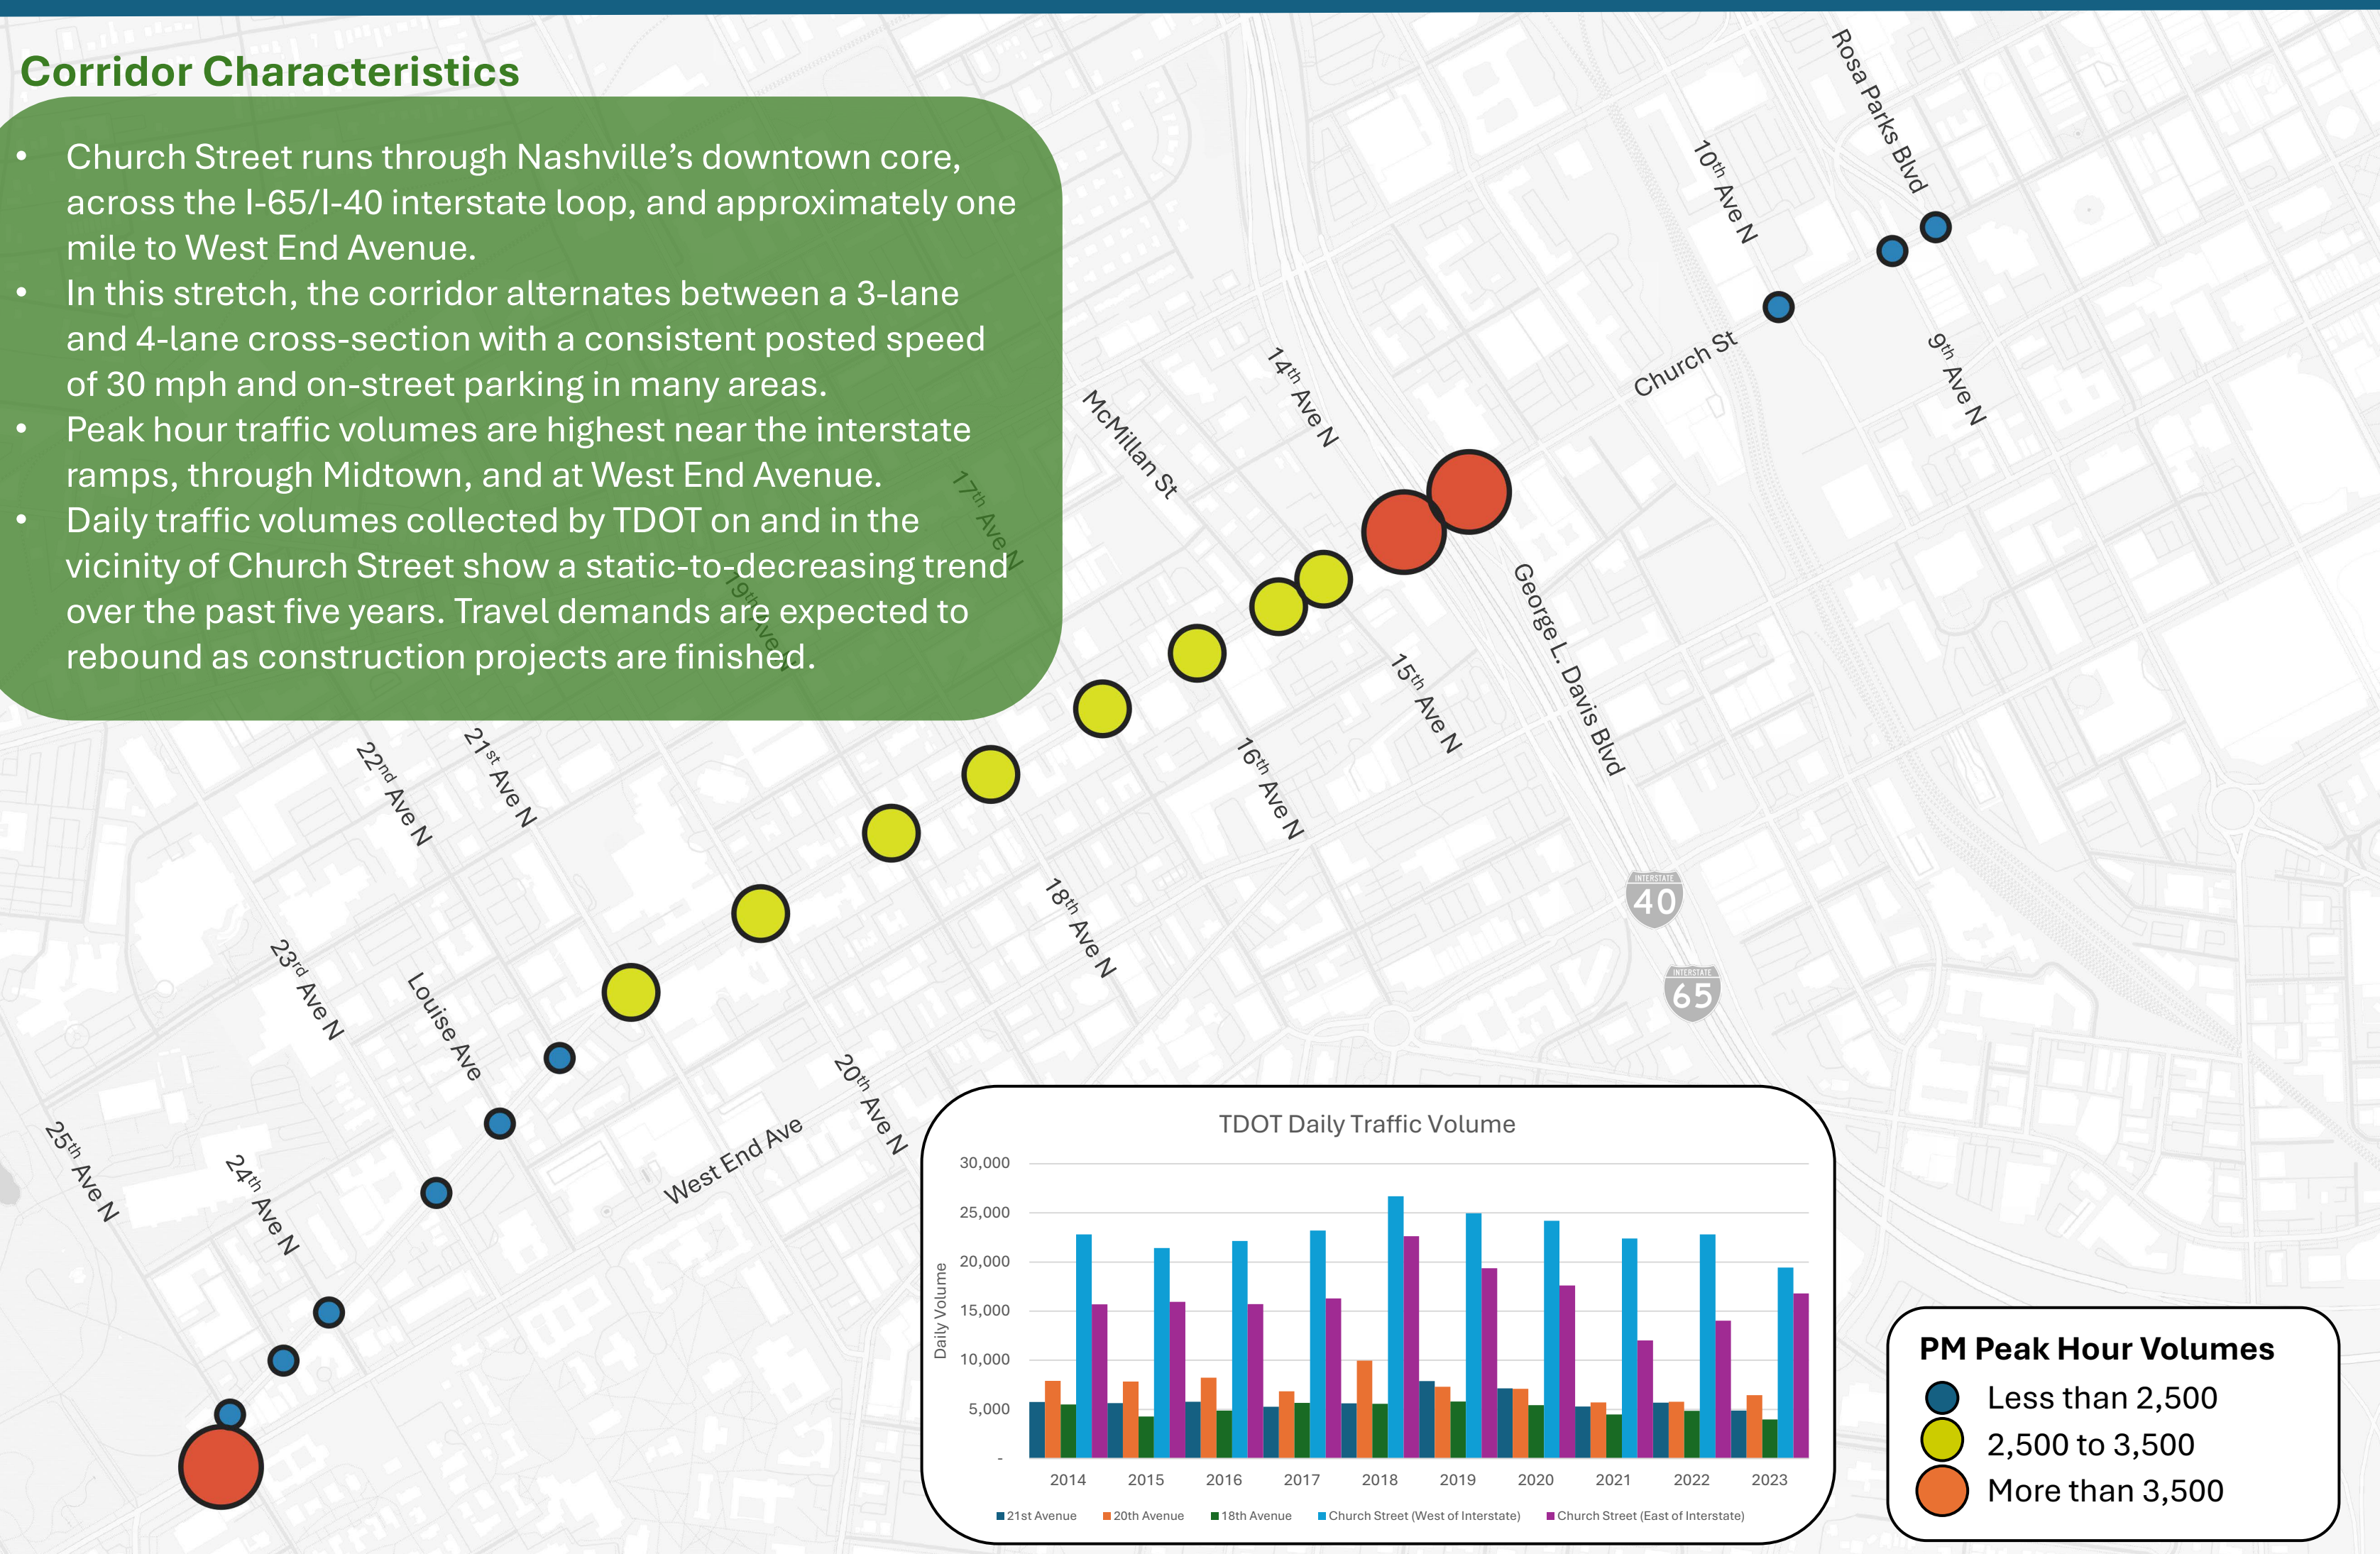 Corridor Characteristics
• Church Street runs through Nashville’s downtown core,
across the I-65/I-40 interstate loop, and approximately one
mile to West End Avenue.
• In this stretch, the corridor alternates between a 3-lane
and 4-lane cross-section with a consistent posted speed
of 30 mph and on-street parking in many areas.
• Peak hour traffic volumes are highest near the interstate
ramps, through Midtown, and at West End Avenue.
• Daily traffic volumes collected by TDOT on and in the
vicinity of Church Street show a static-to-decreasing trend
over the past five years. Travel demands are expected to
rebound as construction projects are finished.
Rosa Parks Blvd
10th Ave N
9th Ave N
Church St
14th Ave N
McMillan St
17th Ave N
19th Ave N
George L. Davis Blvd
15th Ave N
16th Ave N
18th Ave N
22nd Ave N
21st Ave N
23rd Ave N
Louise Ave
20th Ave N
West End Ave
25th Ave N
24th Ave N
INTERSTATE
40
INTERSTATE
65
TDOT Daily Traffic Volume
Daily Volume
30,000
25,000
20,000
15,000
10,000
5,000
-
2014 2015 2016 2017 2018 2019 2020 2021 2022 2023
21st Avenue 20th Avenue 18th Avenue Church Street (West of Interstate) Church Street (East of Interstate)
PM Peak Hour Volumes
Less than 2,500
2,500 to 3,500
More than 3,500